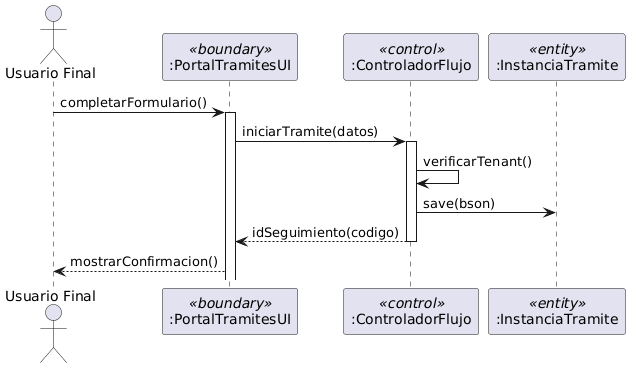 Usuario Final
«boundary»
:PortalTramitesUI
«control»
:ControladorFlujo
«entity»
:InstanciaTramite
completarFormulario()
iniciarTramite(datos)
verificarTenant()
save(bson)
idSeguimiento(codigo)
mostrarConfirmacion()
Usuario Final
«boundary»
:PortalTramitesUI
«control»
:ControladorFlujo
«entity»
:InstanciaTramite